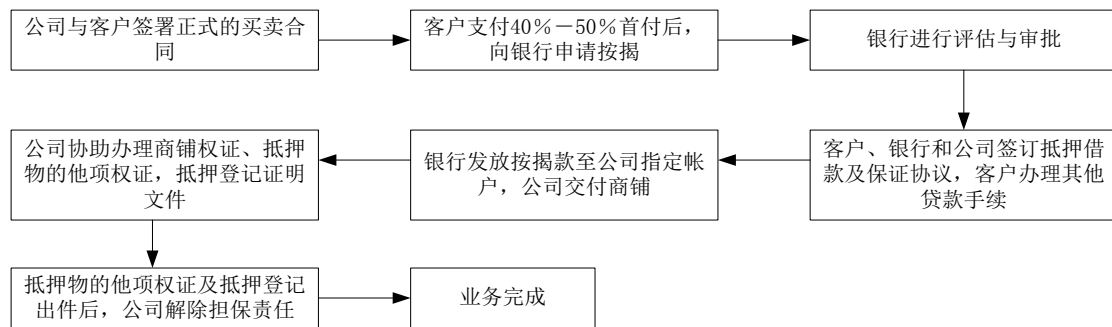 公司与客户签署正式的买卖合
同
客户支付40%－50%首付后，
向银行申请按揭
银行进行评估与审批
客户、银行和公司签订抵押借
款及保证协议，客户办理其他
贷款手续
银行发放按揭款至公司指定帐
户，公司交付商铺
公司协助办理商铺权证、抵押
物的他项权证，抵押登记证明
文件
抵押物的他项权证及抵押登记
出件后，公司解除担保责任
业务完成